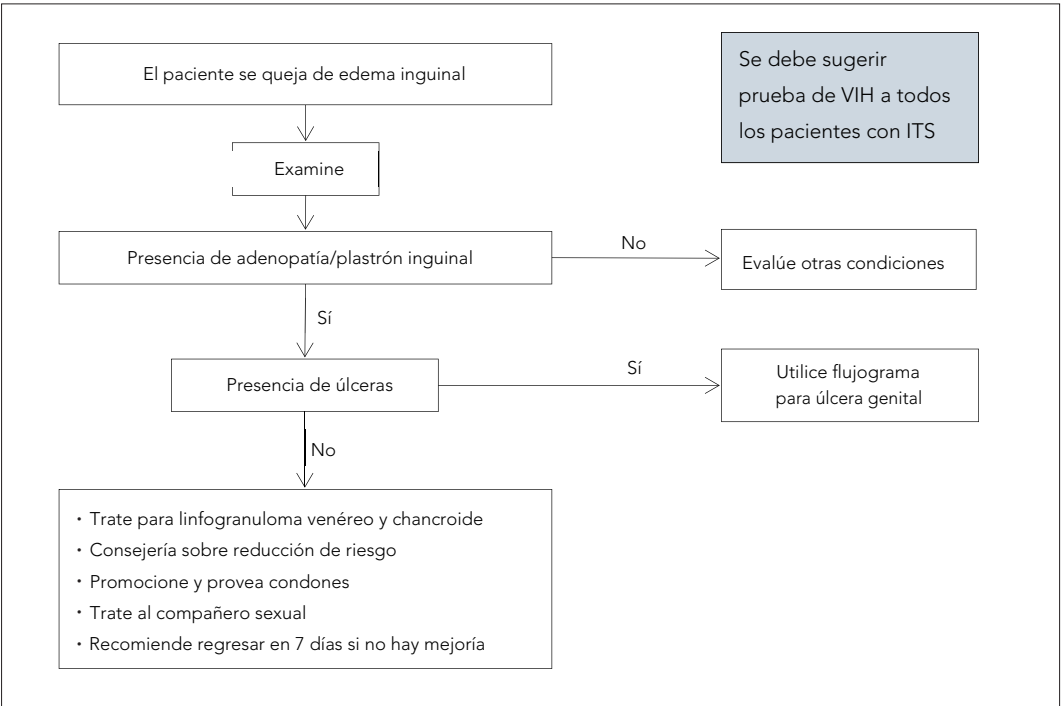 El paciente se queja de edema inguinal
Se debe sugerir
prueba de VIH a todos
los pacientes con ITS
Examine
Presencia de adenopatía/plastrón inguinal
No
Evalúe otras condiciones
Sí
Presencia de úlceras
Sí
Utilice flujograma
para úlcera genital
No
· Trate para linfogranuloma venéreo y chancroide
· Consejería sobre reducción de riesgo
· Promocione y provea condones
· Trate al compañero sexual
· Recomiende regresar en 7 días si no hay mejoría